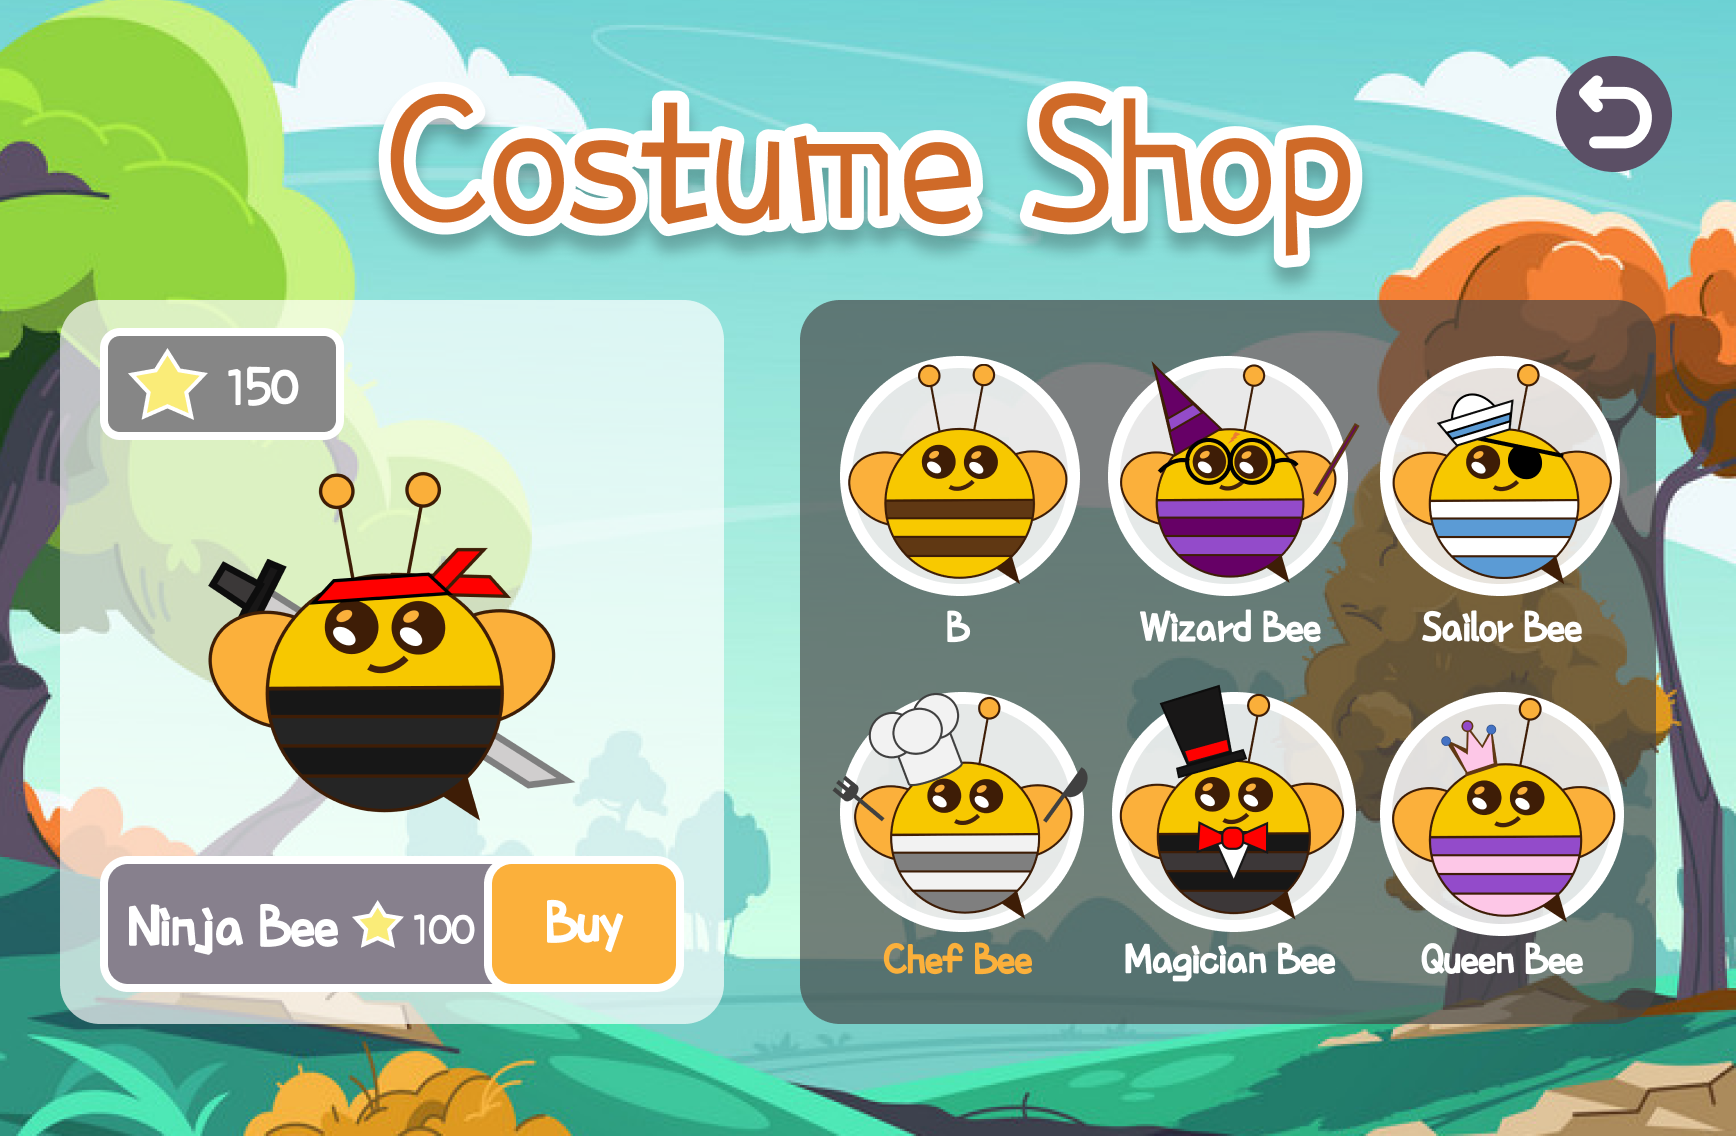 Costume Shop
150
Ninja Bee 100 Buy
B
Wizard Bee
Sailor Bee
Chef Bee
Magician Bee
Queen Bee